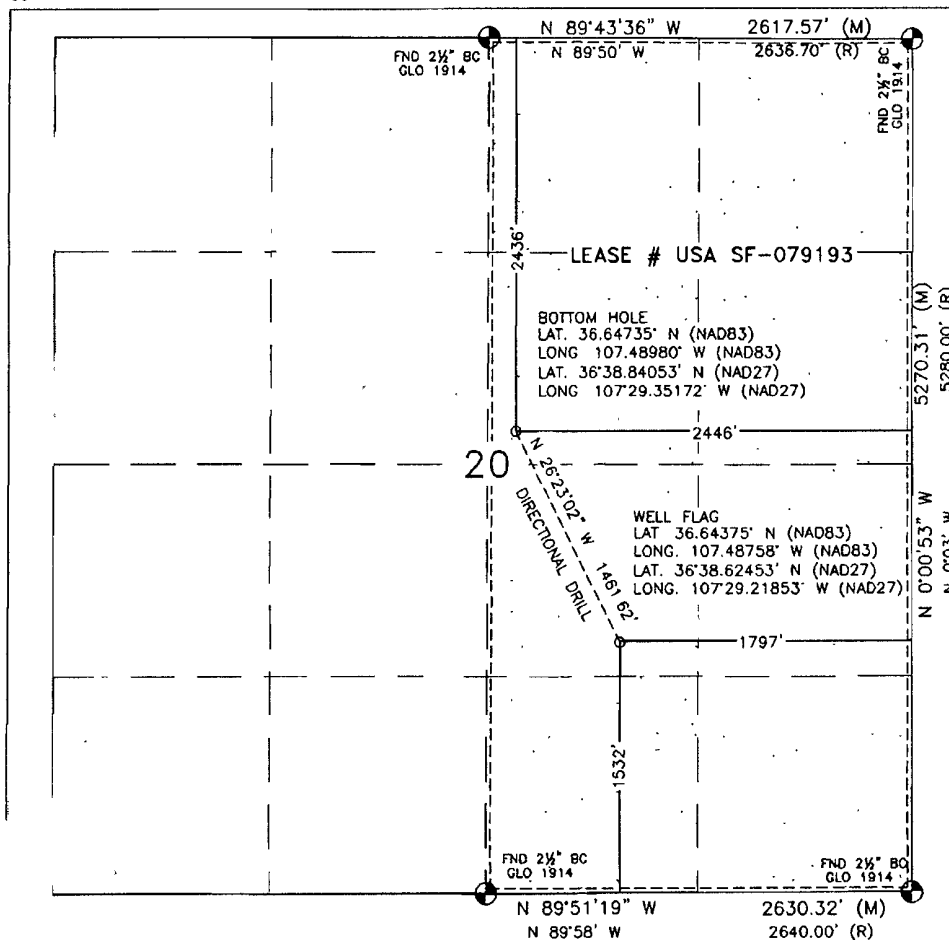 N 89°43'36" W 2617.57' (M)
N 89°50' W 2636.70' (R)
FND 2½" BC
GLO 1914
FND 2½" BC
GLO 1914
2436'
LEASE # USA SF-079193
BOTTOM HOLE
LAT. 36.64735° N (NAD83)
LONG 107.48980° W (NAD83)
LAT. 36°38.84053' N (NAD27)
LONG 107°29.35172' W (NAD27)
5270.31' (M)
5280.00' (R)
2446'
20
N 26°23'02" W 1461.62'
DIRECTIONAL DRILL
WELL FLAG
LAT 36.64375° N (NAD83)
LONG. 107.48758° W (NAD83)
LAT. 36°38.62453' N (NAD27)
LONG. 107°29.21853' W (NAD27)
N 0°00'53" W
N 0°03' W
1797'
1532'
FND 2½" BC
GLO 1914
FND 2½" BC
GLO 1914
N 89°51'19" W 2630.32' (M)
N 89°58' W 2640.00' (R)